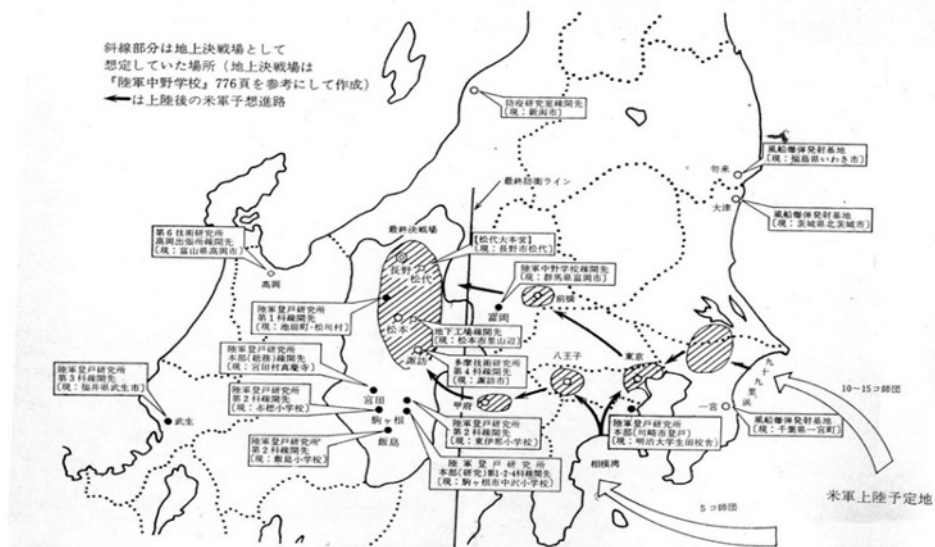 斜線部分は地上決戦場として
想定していた場所(地上決戦場は
『陸軍中野学校』776頁を参考にして作成)
←は上陸後の米軍予想進路
防疫研究室疎開先
(現:新潟市)
風船爆弾発射基地
(現:福島県いわき市)
勿来
大津
風船爆弾発射基地
(現:茨城県北茨城市)
最終防衛ライン
第6技術研究所
高岡出張所疎開先
(現:富山県高岡市)
高岡
最終決戦場
【松代大本営】
(現:長野市松代)
長野
松代
陸軍中野学校疎開先
(現:群馬県富岡市)
富岡
前橋
陸軍登戸研究所
第1科疎開先
(現:池田町・松川村)
松本
地下工場疎開先
(現:松本市里山辺)
諏訪
多摩技術研究所
第4科疎開先
(現:諏訪市)
八王子
東京
九十九里浜
10-15コ師団
陸軍登戸研究所
本部(総務)疎開先
(現:宮田村真慶寺)
陸軍登戸研究所
第3科疎開先
(現:福井県武生市)
武生
陸軍登戸研究所
第2科疎開先
(現:赤穂小学校)
宮田
駒ヶ根
飯島
甲府
陸軍登戸研究所
第2科疎開先
(現:東伊那小学校)
陸軍登戸研究所
本部(川崎市登戸)
(現:明治大学生田校舎)
一宮
風船爆弾発射基地
(現:千葉県一宮町)
陸軍登戸研究所
第2科疎開先
(現:飯島小学校)
陸軍登戸研究所
本部(研究)第1・2・4科疎開先
(現:駒ヶ根市中沢小学校)
相模湾
5コ師団
米軍上陸予定地